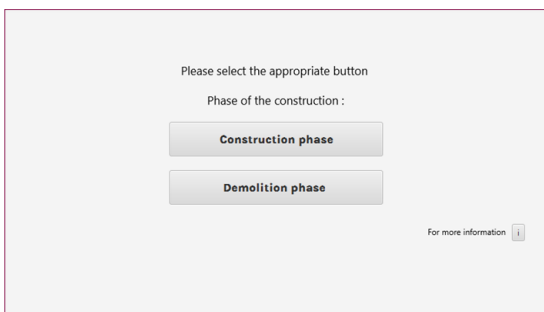 Please select the appropriate button
Phase of the construction :
Construction phase
Demolition phase
For more information i